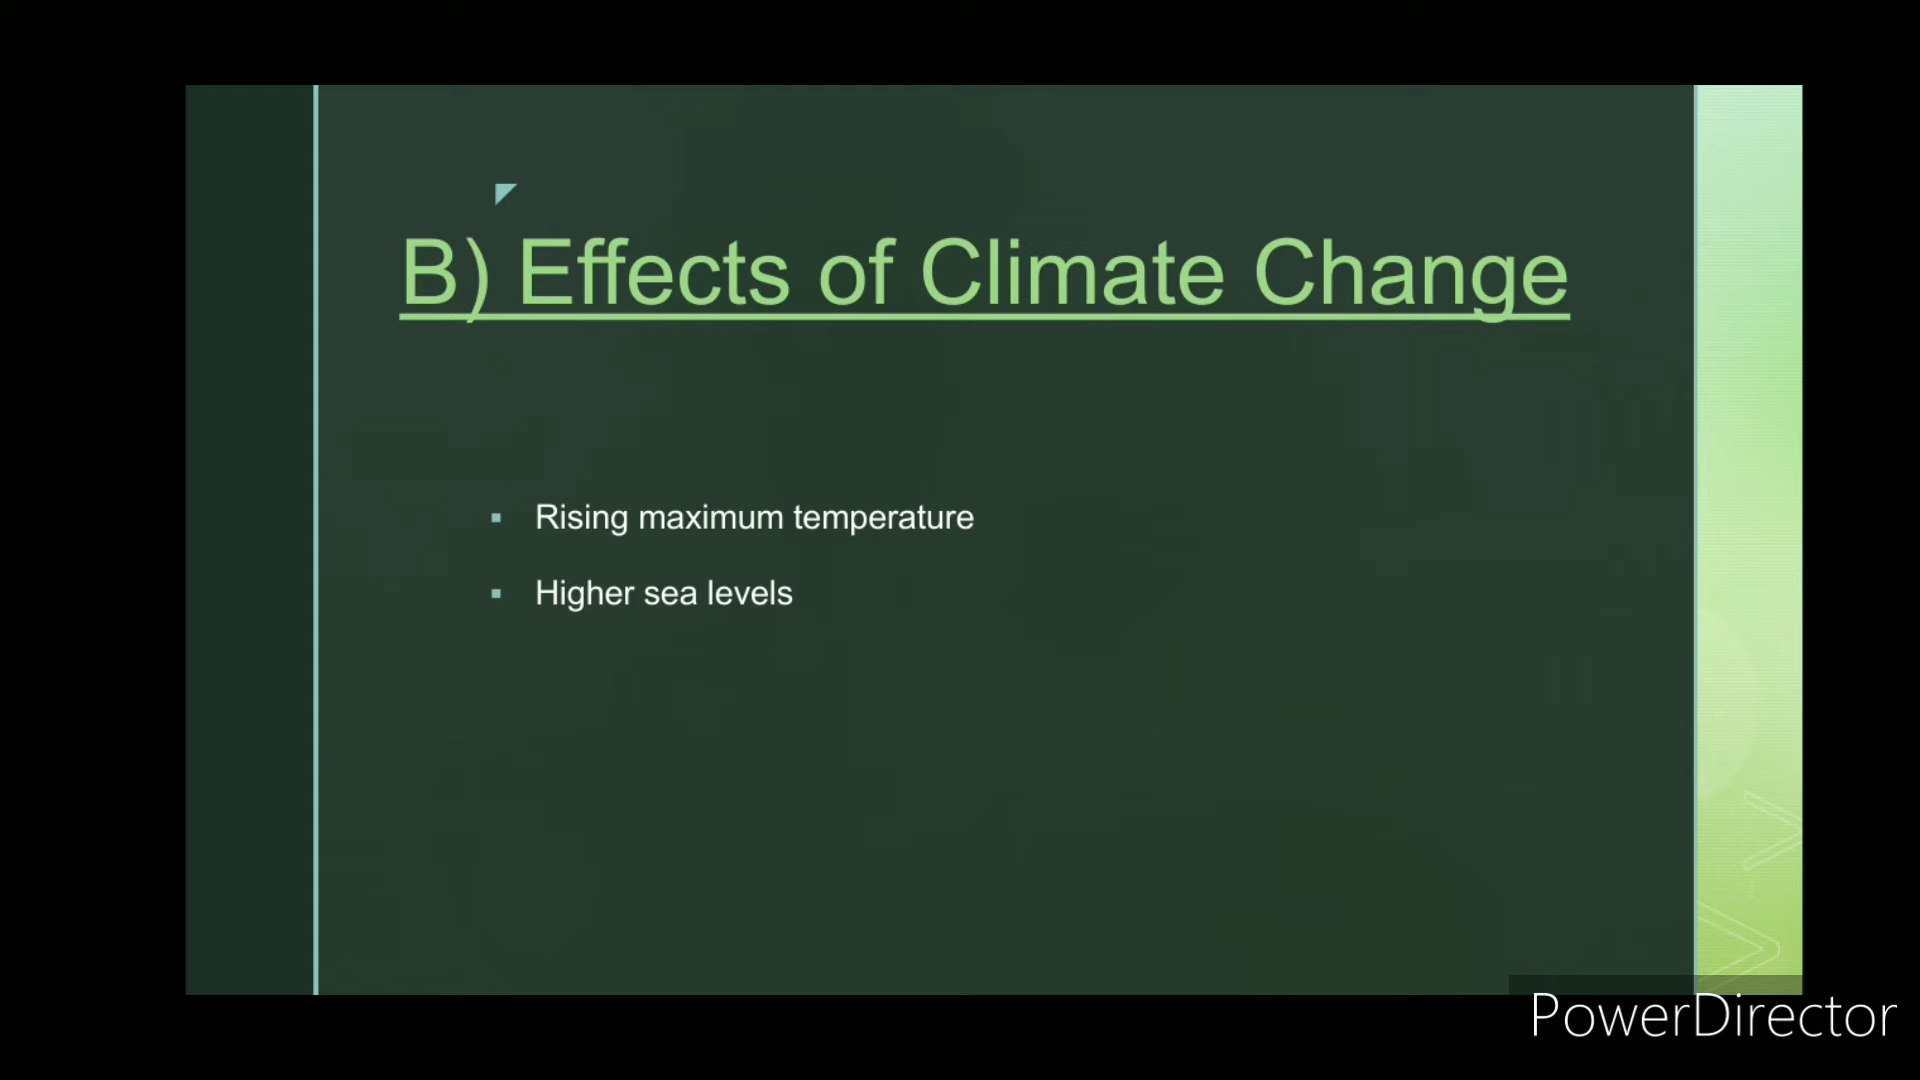 B) Effects of Climate Change
▪ Rising maximum temperature
▪ Higher sea levels
PowerDirector